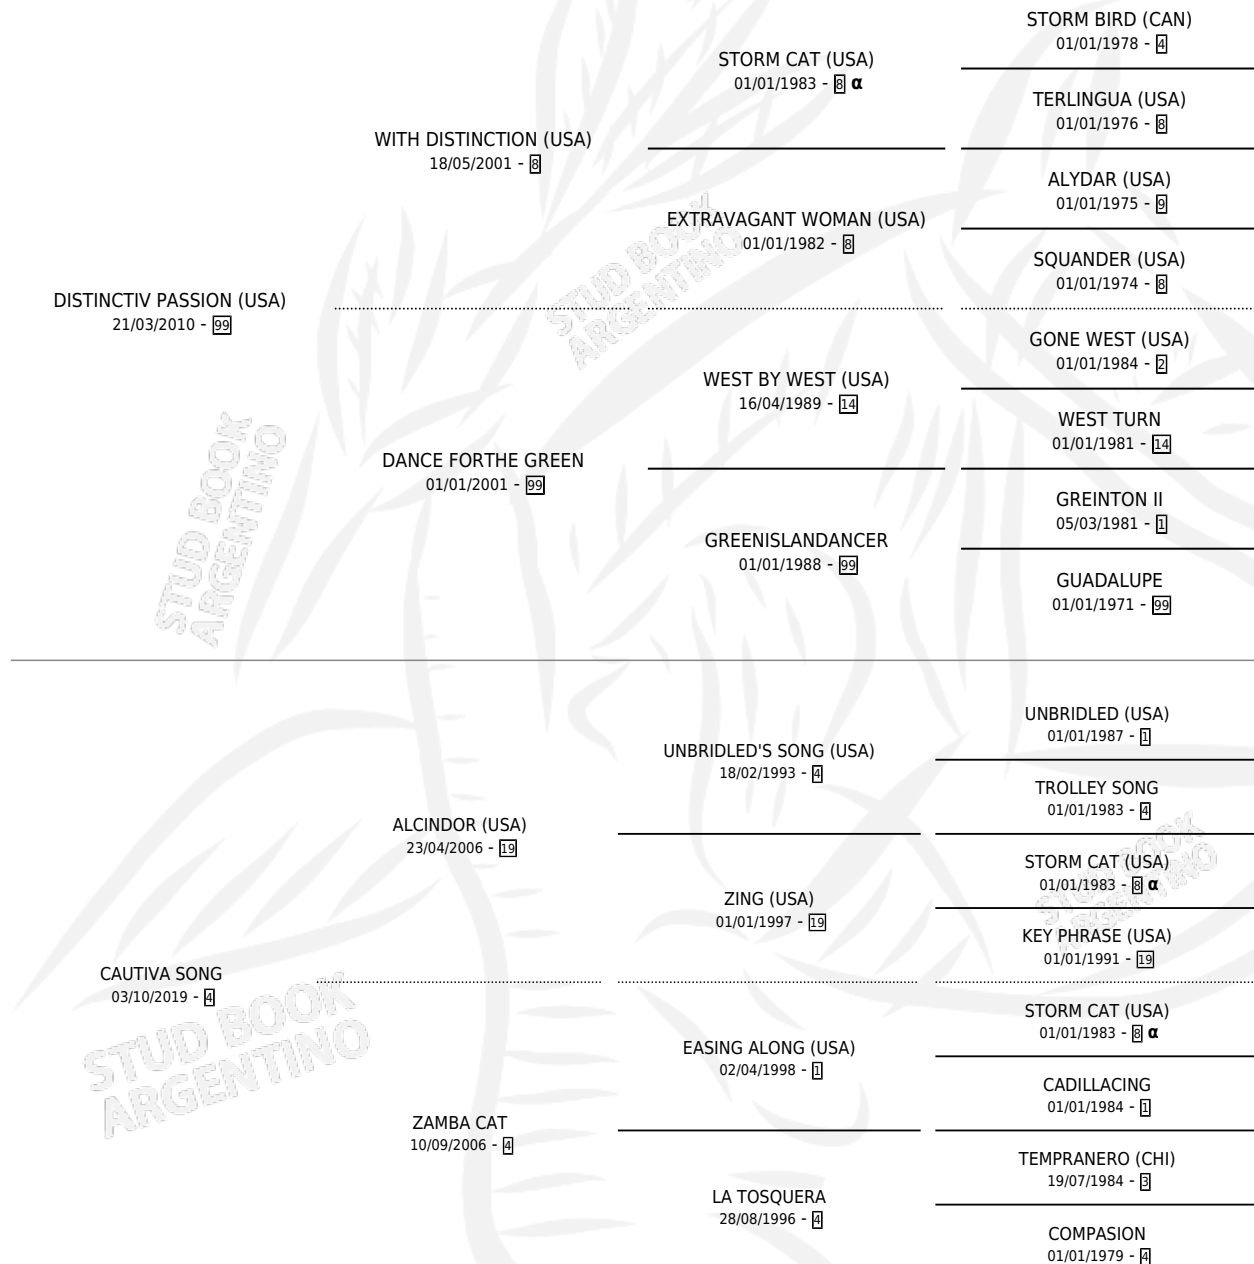 STORM BIRD (CAN)
01/01/1978 - 4
STORM CAT (USA)
01/01/1983 - 8 α
TERLINGUA (USA)
01/01/1976 - 8
WITH DISTINCTION (USA)
18/05/2001 - 8
ALYDAR (USA)
01/01/1975 - 9
EXTRAVAGANT WOMAN (USA)
01/01/1982 - 8
SQUANDER (USA)
01/01/1974 - 8
STUD BOOK
ARGENTINO
DISTINCTIV PASSION (USA)
21/03/2010 - 99
GONE WEST (USA)
01/01/1984 - 2
WEST BY WEST (USA)
16/04/1989 - 14
WEST TURN
01/01/1981 - 14
DANCE FORTHE GREEN
01/01/2001 - 99
GREINTON II
05/03/1981 - 1
GREENISLANDANCER
01/01/1988 - 99
GUADALUPE
01/01/1971 - 99
STUD BOOK
ARGENTINO
UNBRIDLED (USA)
01/01/1987 - 1
UNBRIDLED'S SONG (USA)
18/02/1993 - 4
TROLLEY SONG
01/01/1983 - 4
ALCINDOR (USA)
23/04/2006 - 19
STORM CAT (USA)
01/01/1983 - 8 α
STUD BOOK
ARGENTINO
ZING (USA)
01/01/1997 - 19
KEY PHRASE (USA)
01/01/1991 - 19
CAUTIVA SONG
03/10/2019 - 4
STUD BOOK
ARGENTINO
STORM CAT (USA)
01/01/1983 - 8 α
EASING ALONG (USA)
02/04/1998 - 1
CADILLACING
01/01/1984 - 1
ZAMBA CAT
10/09/2006 - 4
TEMPRANERO (CHI)
19/07/1984 - 3
LA TOSQUERA
28/08/1996 - 4
COMPASION
01/01/1979 - 4